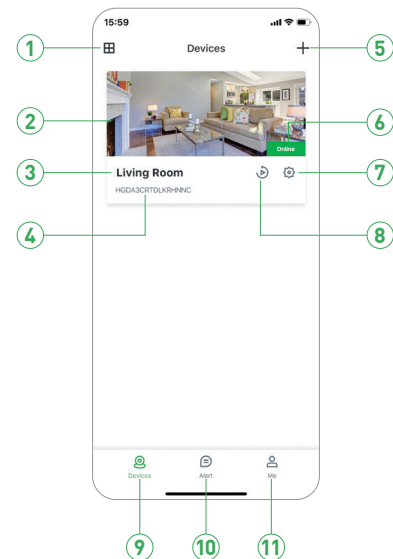 15:59
1
Devices
5
2
6
Online
3
Living Room
7
HGDA3CRTDLKRHNNC
4
8
Devices
Alert
Me
9
10
11